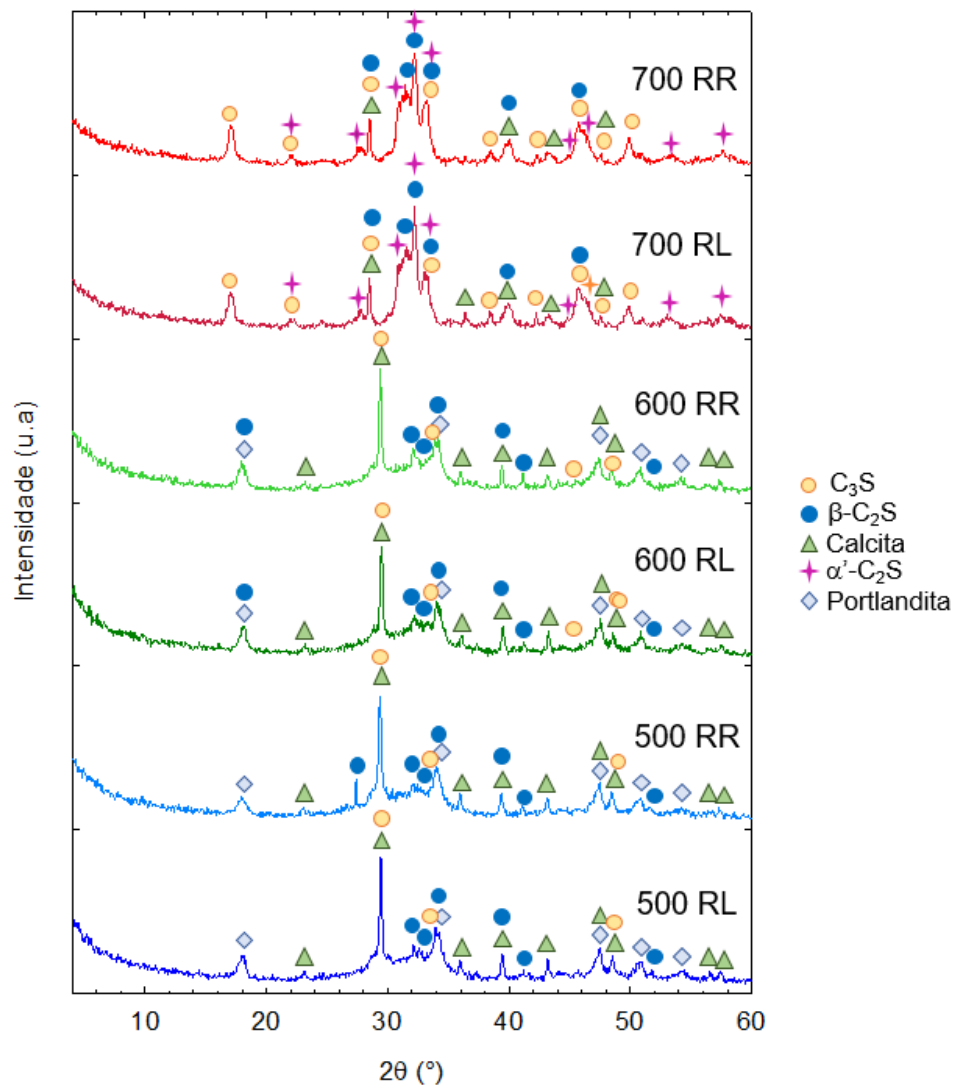 700 RR
700 RL
600 RR
600 RL
500 RR
500 RL
Intensidade (u.a)
10 20 30 40 50 60
2θ (°)
C₃S
β-C₂S
Calcita
α’-C₂S
Portlandita